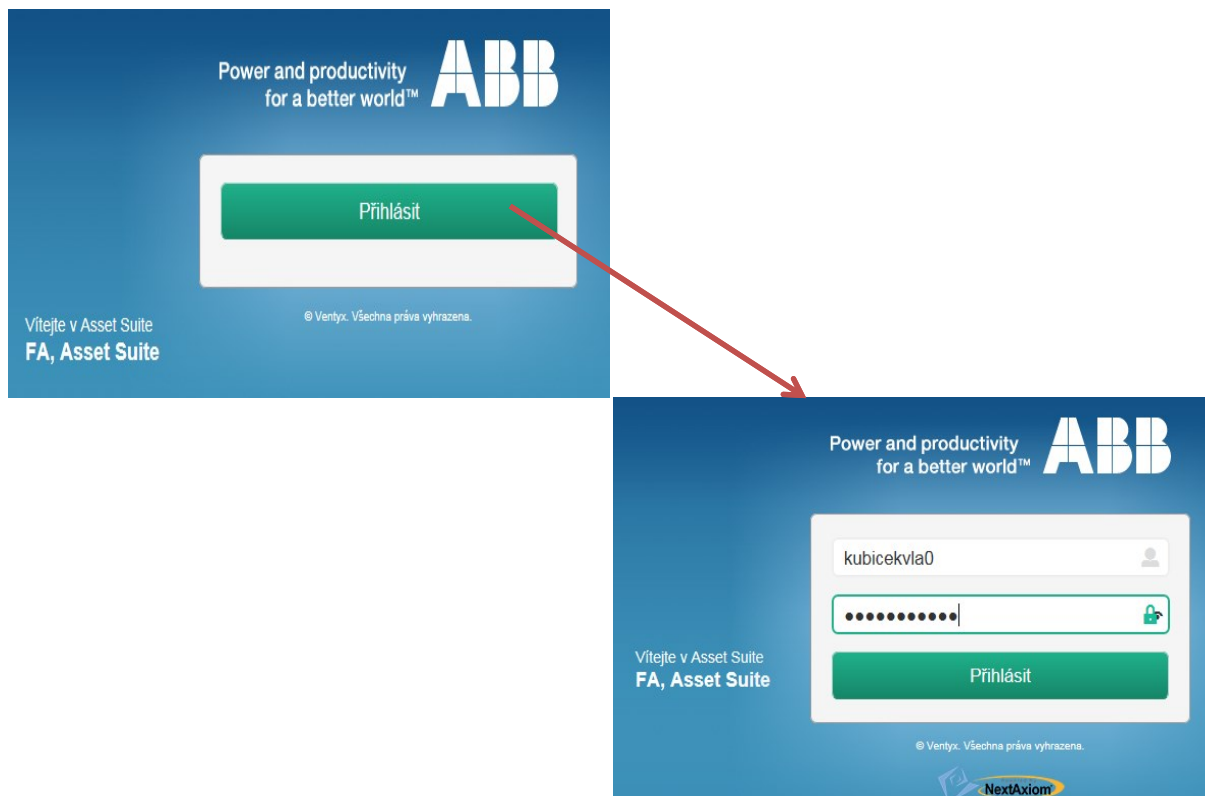 Power and productivity
for a better world™
ABB
Přihlásit
© Ventyx. Všechna práva vyhrazena.
Vítejte v Asset Suite
FA, Asset Suite
Power and productivity
for a better world™
ABB
kubicekvla0
●●●●●●●●●●●
Vítejte v Asset Suite
FA, Asset Suite
Přihlásit
© Ventyx. Všechna práva vyhrazena.
NextAxiom